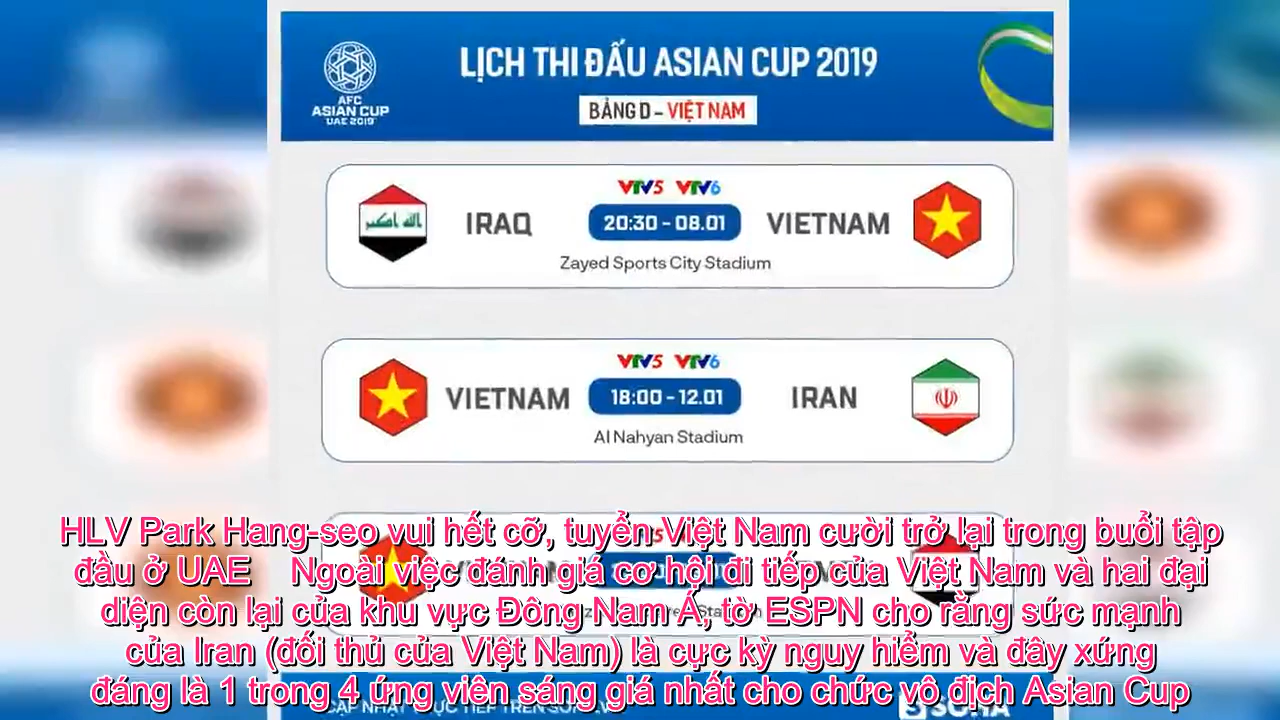 LỊCH THI ĐẤU ASIAN CUP 2019
AFC
ASIAN CUP
UAE 2019
BẢNG D – VIỆT NAM
VTV5 VTV6
IRAQ 20:30 - 08.01 VIETNAM
Zayed Sports City Stadium
VTV5 VTV6
VIETNAM 18:00 - 12.01 IRAN
Al Nahyan Stadium
HLV Park Hang-seo vui hết cỡ, tuyển Việt Nam cười trở lại trong buổi tập
đầu ở UAE Ngoài việc đánh giá cơ hội đi tiếp của Việt Nam và hai đại
diện còn lại của khu vực Đông Nam Á, tờ ESPN cho rằng sức mạnh
của Iran (đối thủ của Việt Nam) là cực kỳ nguy hiểm và đây xứng
đáng là 1 trong 4 ứng viên sáng giá nhất cho chức vô địch Asian Cup